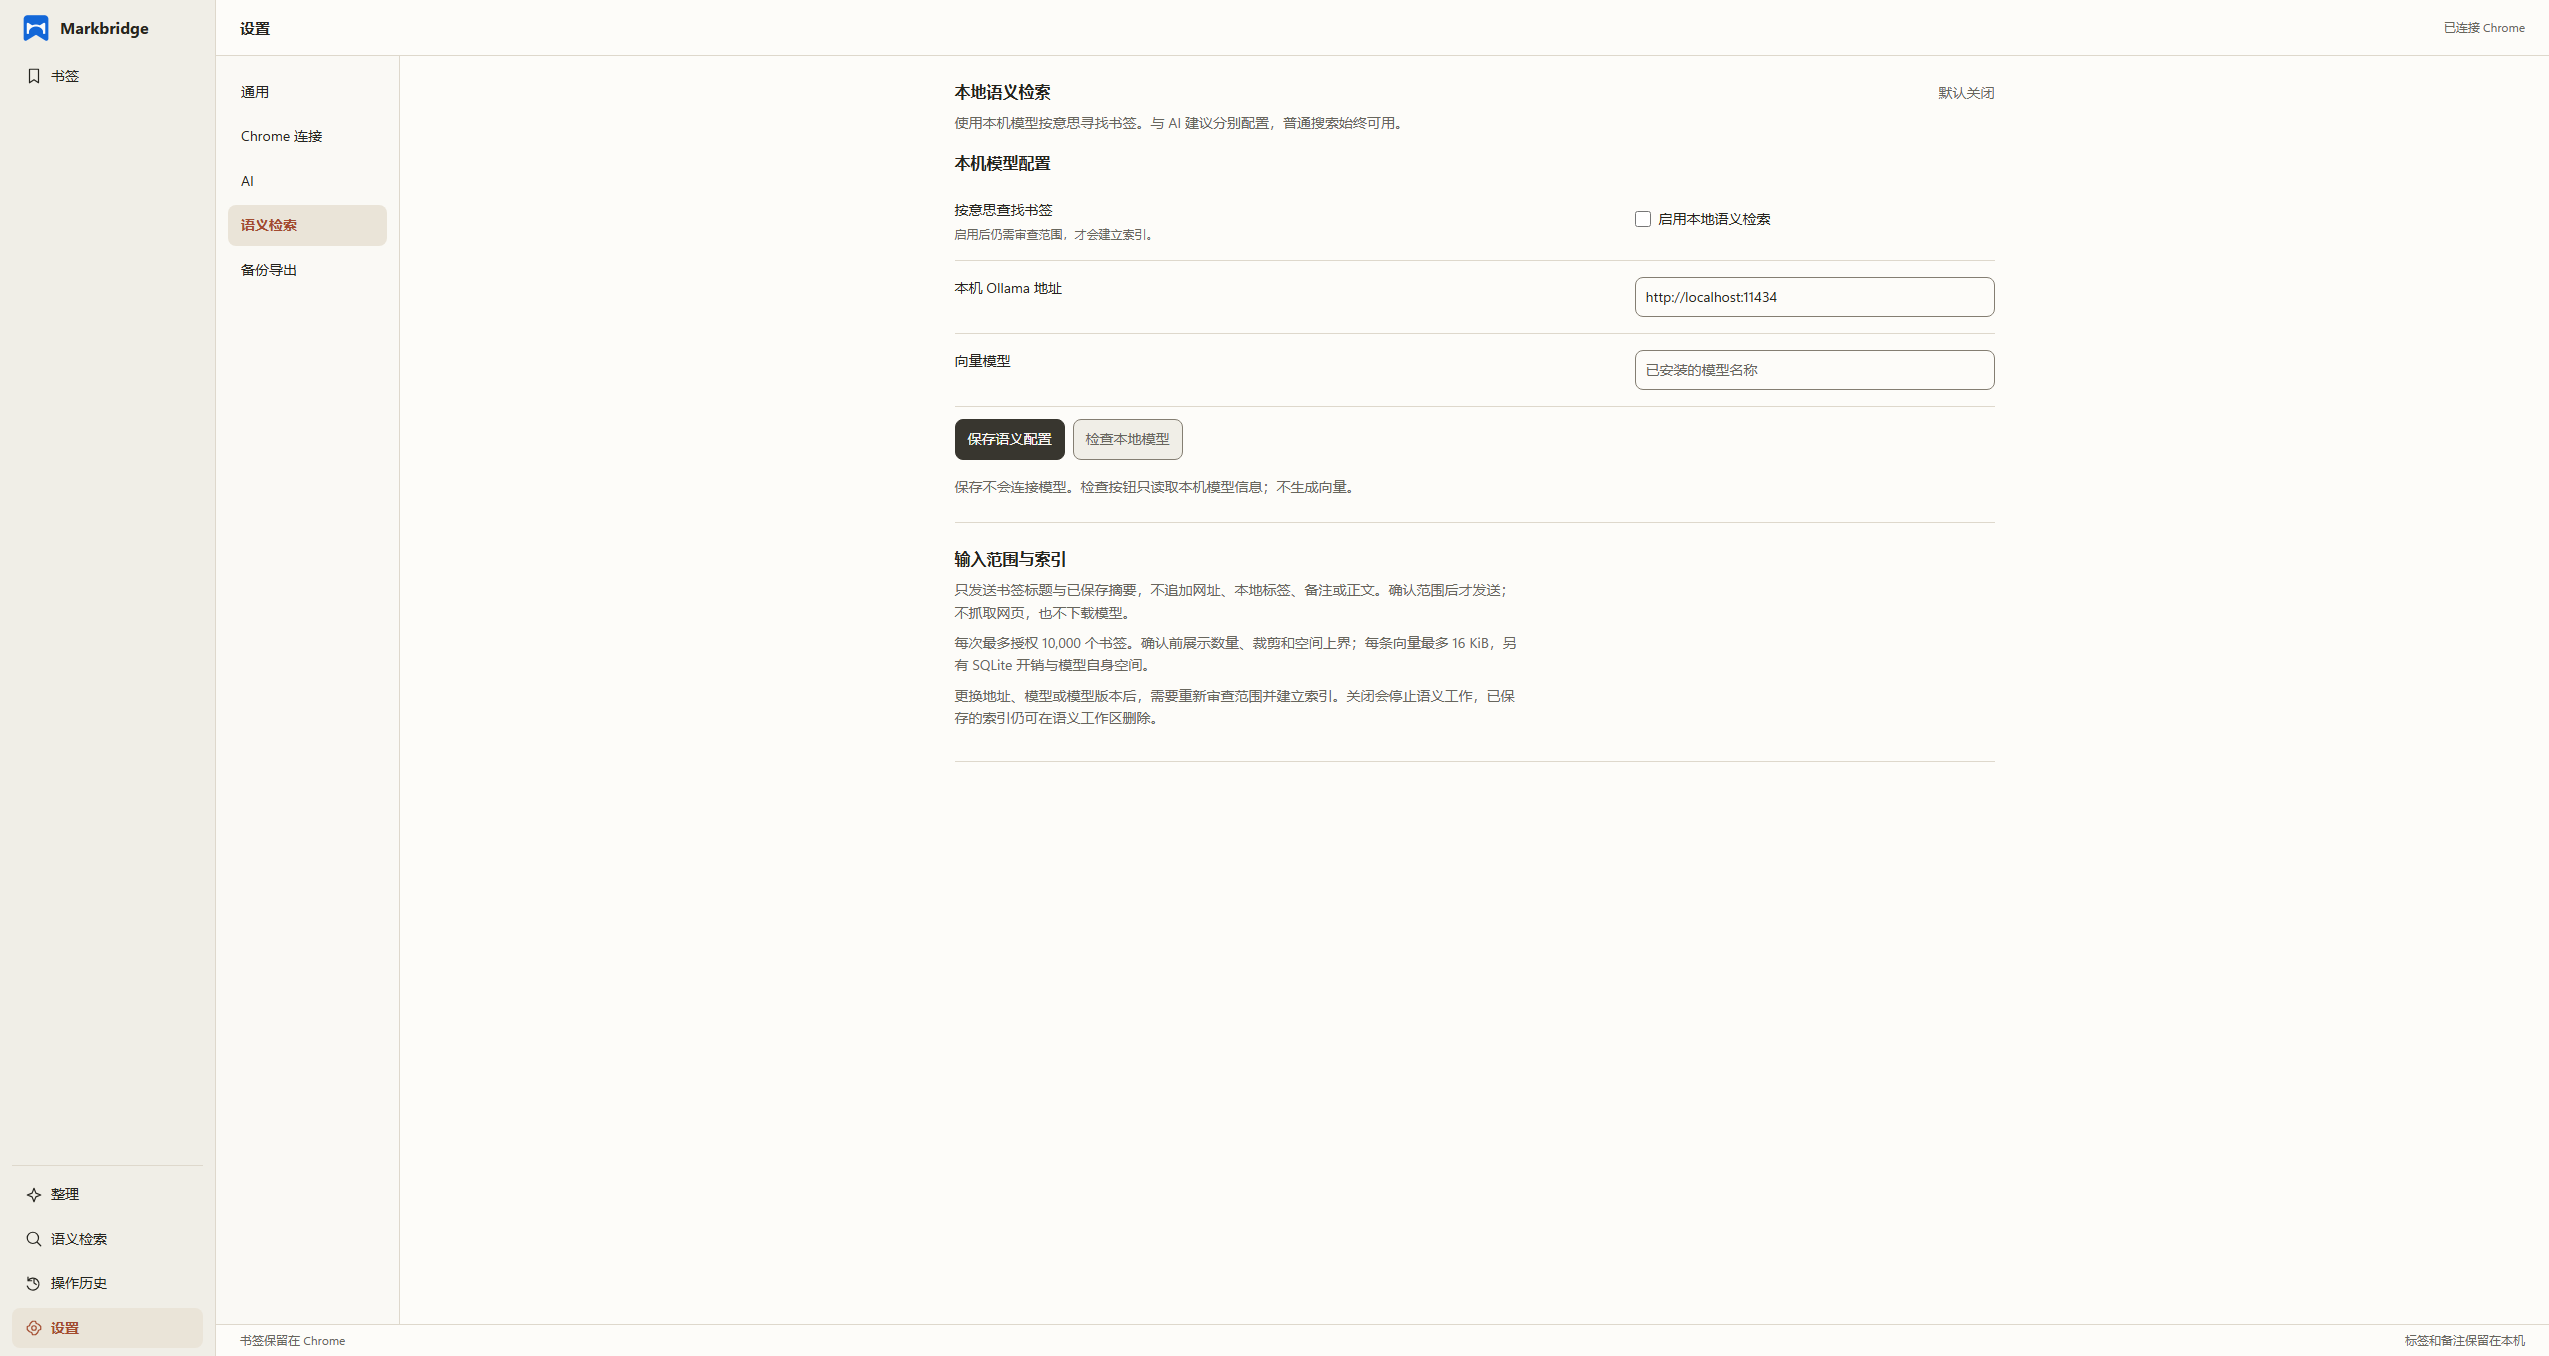 Markbridge
书签
整理
语义检索
操作历史
设置
设置
已连接 Chrome
通用
Chrome 连接
AI
语义检索
备份导出
本地语义检索
默认关闭
使用本机模型按意思寻找书签。与 AI 建议分别配置，普通搜索始终可用。
本机模型配置
按意思查找书签
启用后仍需审查范围，才会建立索引。
启用本地语义检索
本机 Ollama 地址
http://localhost:11434
向量模型
已安装的模型名称
保存语义配置
检查本地模型
保存不会连接模型。检查按钮只读取本机模型信息；不生成向量。
输入范围与索引
只发送书签标题与已保存摘要，不追加网址、本地标签、备注或正文。确认范围后才发送；
不抓取网页，也不下载模型。
每次最多授权 10,000 个书签。确认前展示数量、裁剪和空间上界；每条向量最多 16 KiB，另
有 SQLite 开销与模型自身空间。
更换地址、模型或模型版本后，需要重新审查范围并建立索引。关闭会停止语义工作，已保
存的索引仍可在语义工作区删除。
书签保留在 Chrome
标签和备注保留在本机